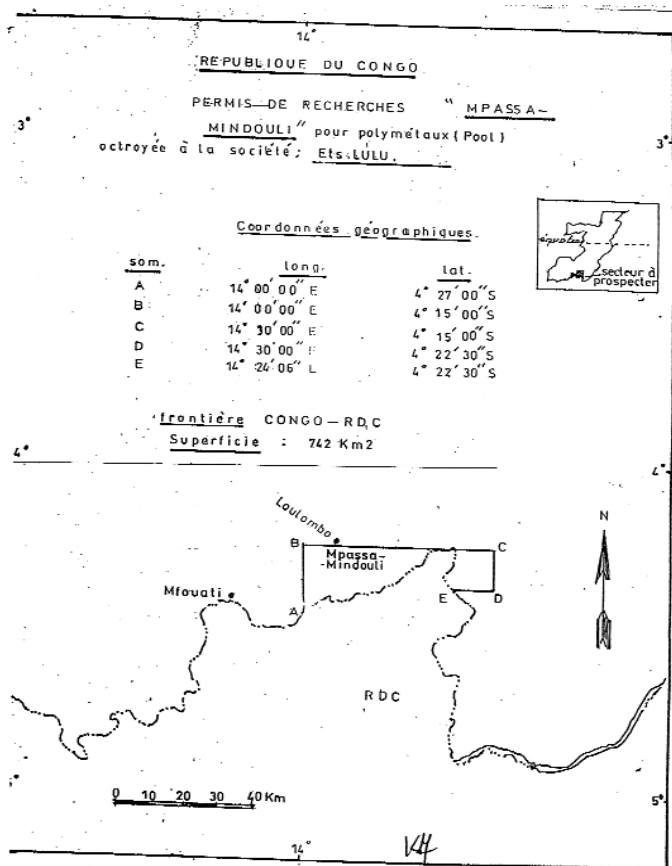 14°
REPUBLIQUE DU CONGO
PERMIS DE RECHERCHES " MPASSA-
MINDOULI" pour polymétaux (Pool)
octroyée à la société; Ets LULU.
3°
3°
Coordonnées géographiques.
som. long. lat.
A 14° 00' 00" E 4° 27' 00" S
B 14° 00' 00" E 4° 15' 00" S
C 14° 30' 00" E 4° 15' 00" S
D 14° 30' 00" E 4° 22' 30" S
E 14° 24' 06" E 4° 22' 30" S
équateur
secteur à
prospecter
frontière CONGO-RDC
Superficie : 742 Km2
4°
4°
Loulombo
B
C
Mpassa-
-Mindouli
N
Mfouati
A
E
D
RDC
0 10 20 30 40 Km
5°
14°